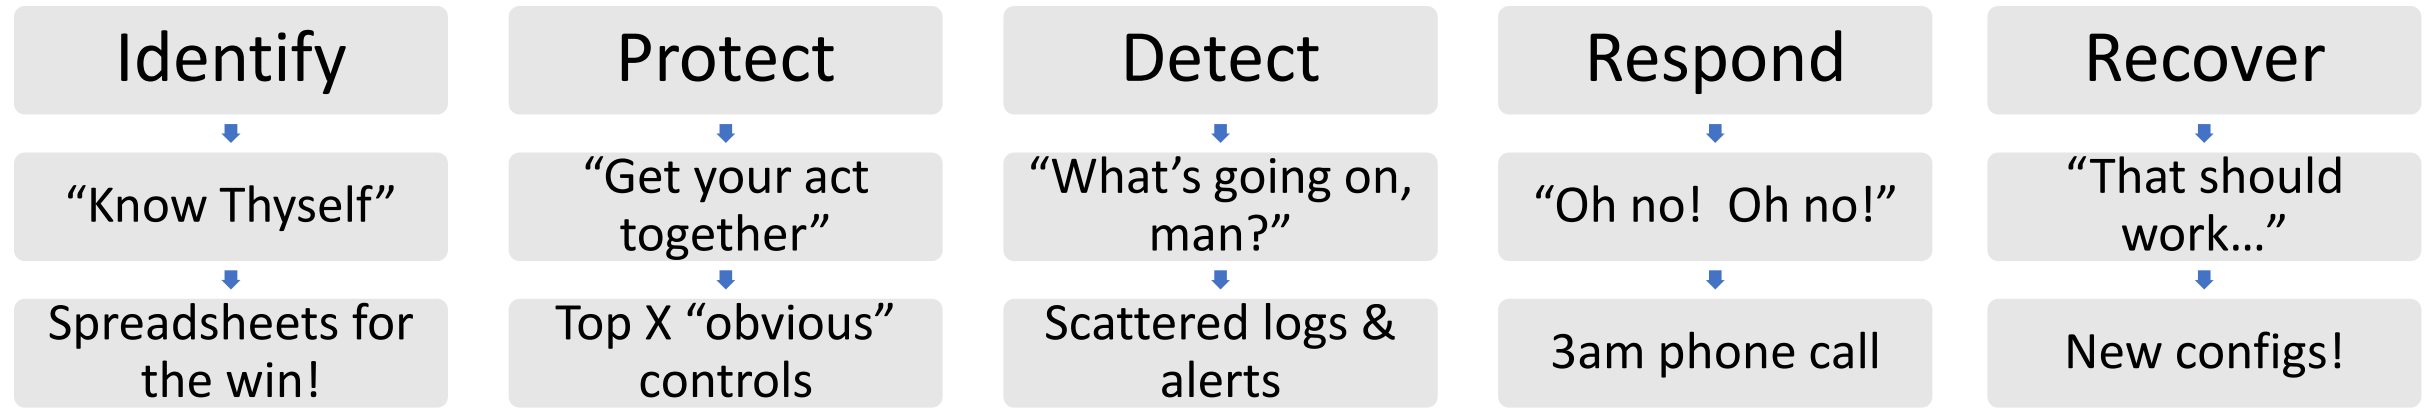 Identify
“Know Thyself”
Spreadsheets for
the win!
Protect
“Get your act
together”
Top X “obvious”
controls
Detect
“What’s going on,
man?”
Scattered logs &
alerts
Respond
“Oh no!  Oh no!”
3am phone call
Recover
“That should
work…”
New configs!